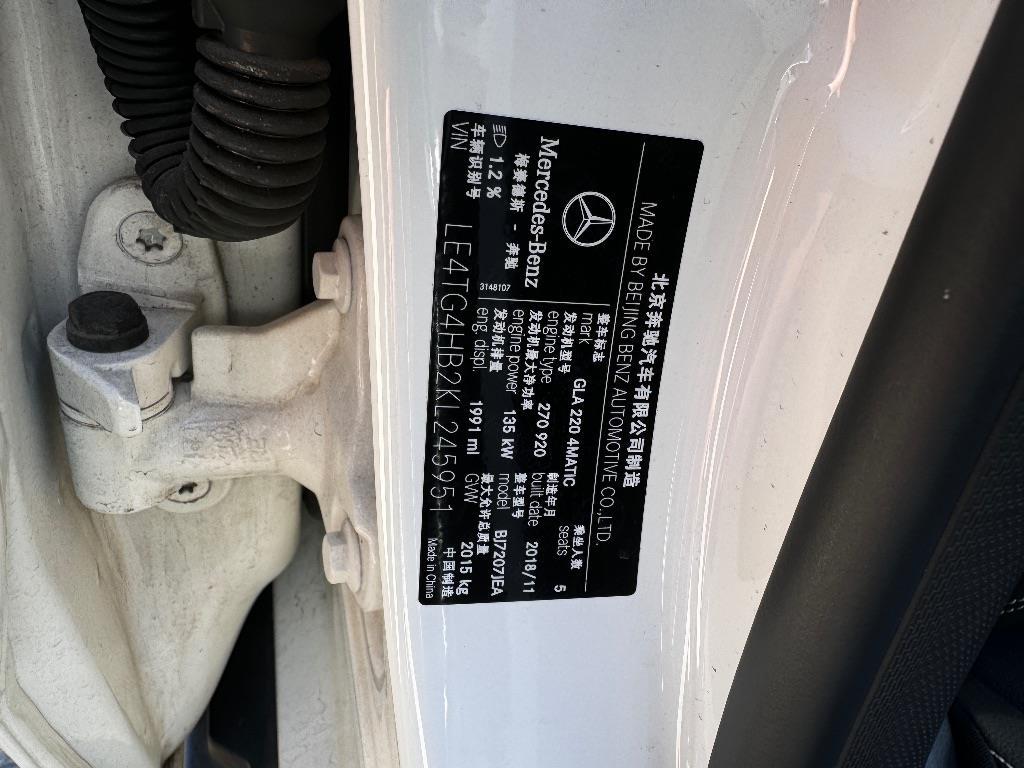 北京奔驰汽车有限公司制造
MADE BY BEIJING BENZ AUTOMOTIVE CO.,LTD.
Mercedes-Benz
梅赛德斯 - 奔驰
3148107
整车标志
mark
GLA 220 4MATIC
乘坐人数
seats
5
发动机型号
engine type
270 920
制造年月
built date
2018/11
发动机最大净功率
engine power
135 kW
整车型号
model
BJ7207JEA
发动机排量
eng. displ.
1991 ml
最大允许总质量
GVW
2015 kg
1.2 %
车辆识别号
VIN
LE4TG4HB2KL245951
中国制造
Made in China